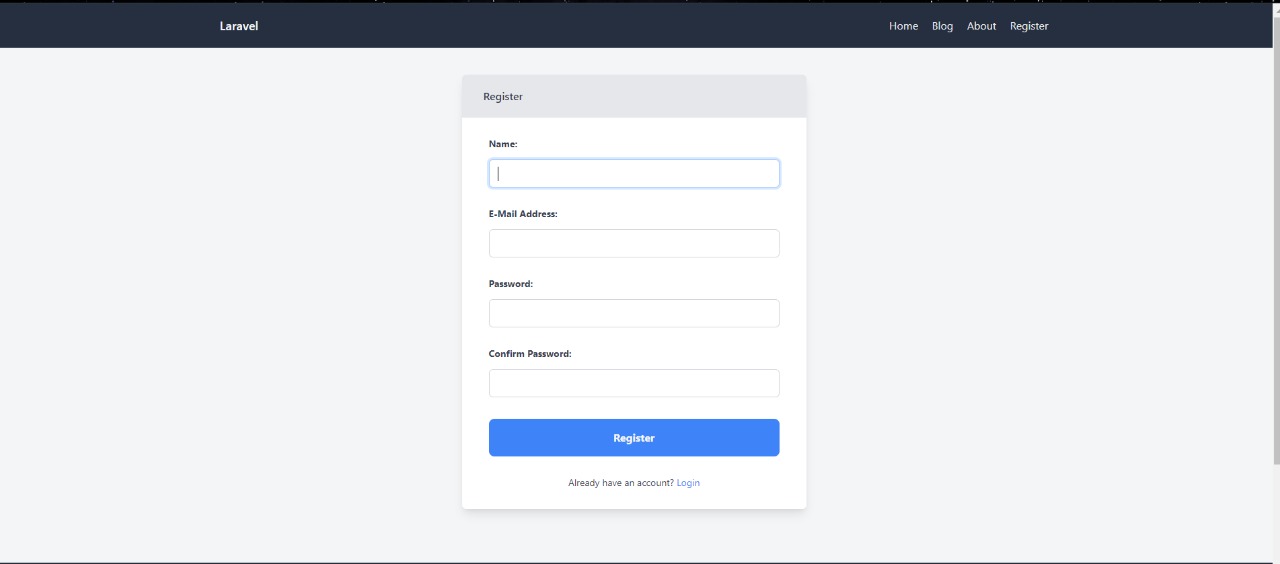 Laravel
Home Blog About Register
Register
Name:
E-Mail Address:
Password:
Confirm Password:
Register
Already have an account? Login